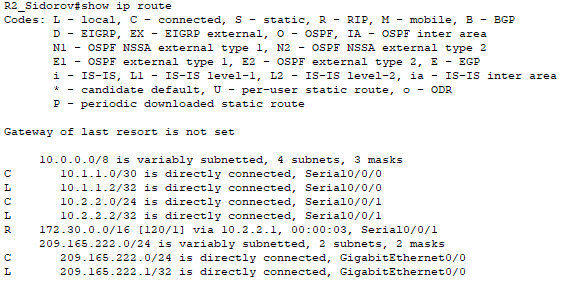 R2_Sidorov#show ip route
Codes: L - local, C - connected, S - static, R - RIP, M - mobile, B - BGP
       D - EIGRP, EX - EIGRP external, O - OSPF, IA - OSPF inter area
       N1 - OSPF NSSA external type 1, N2 - OSPF NSSA external type 2
       E1 - OSPF external type 1, E2 - OSPF external type 2, E - EGP
       i - IS-IS, L1 - IS-IS level-1, L2 - IS-IS level-2, ia - IS-IS inter area
       * - candidate default, U - per-user static route, o - ODR
       P - periodic downloaded static route
Gateway of last resort is not set
     10.0.0.0/8 is variably subnetted, 4 subnets, 3 masks
C       10.1.1.0/30 is directly connected, Serial0/0/0
L       10.1.1.2/32 is directly connected, Serial0/0/0
C       10.2.2.0/24 is directly connected, Serial0/0/1
L       10.2.2.2/32 is directly connected, Serial0/0/1
R    172.30.0.0/16 [120/1] via 10.2.2.1, 00:00:03, Serial0/0/1
     209.165.222.0/24 is variably subnetted, 2 subnets, 2 masks
C       209.165.222.0/24 is directly connected, GigabitEthernet0/0
L       209.165.222.1/32 is directly connected, GigabitEthernet0/0